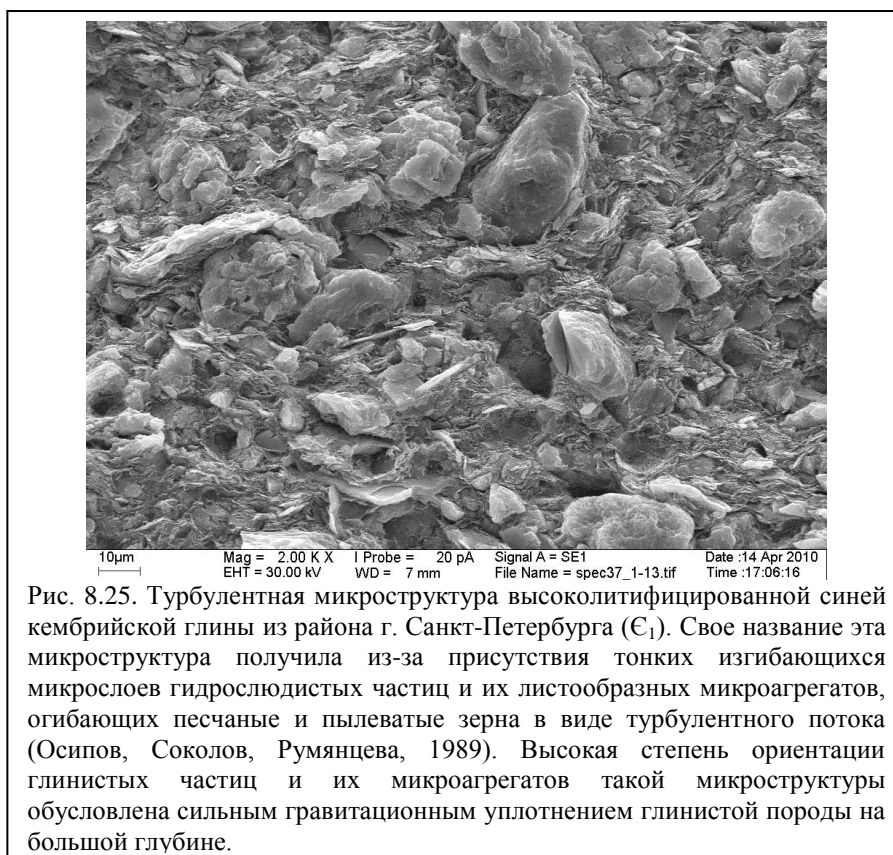 10µm Mag = 2.00 K X I Probe = 20 pA Signal A = SE1 Date :14 Apr 2010
EHT = 30.00 kV WD = 7 mm File Name = spec37_1-13.tif Time :17:06:16
Рис. 8.25. Турбулентная микроструктура высоколитифицированной синей
кембрийской глины из района г. Санкт-Петербурга (Є₁). Свое название эта
микроструктура получила из-за присутствия тонких изгибающихся
микрослоев гидрослюдистых частиц и их листообразных микроагрегатов,
огибающих песчаные и пылеватые зерна в виде турбулентного потока
(Осипов, Соколов, Румянцева, 1989). Высокая степень ориентации
глинистых частиц и их микроагрегатов такой микроструктуры
обусловлена сильным гравитационным уплотнением глинистой породы на
большой глубине.